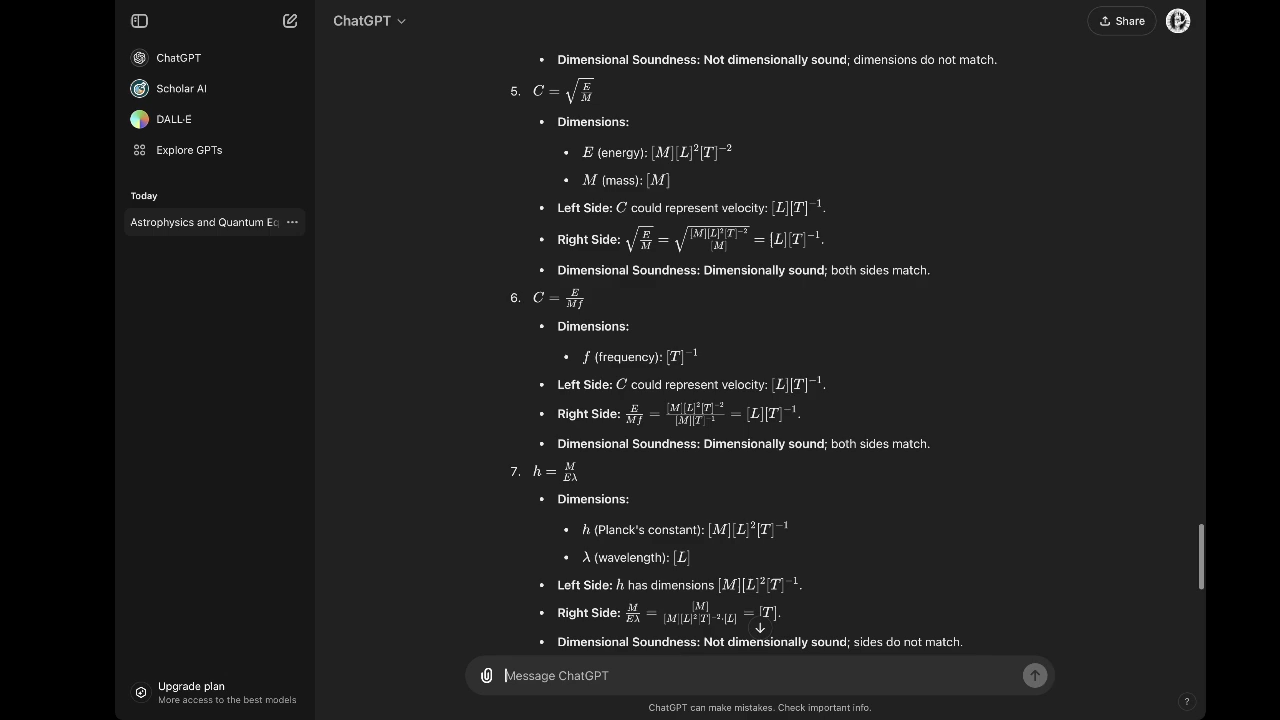 ChatGPT
Share
ChatGPT
Scholar AI
DALL·E
Explore GPTs
Today
Astrophysics and Quantum Eq
• Dimensional Soundness: Not dimensionally sound; dimensions do not match.
5. C = √(E/M)
• Dimensions:
• E (energy): [M][L]²[T]⁻²
• M (mass): [M]
• Left Side: C could represent velocity: [L][T]⁻¹.
• Right Side: √(E/M) = √([M][L]²[T]⁻²/[M]) = [L][T]⁻¹.
• Dimensional Soundness: Dimensionally sound; both sides match.
6. C = E/Mf
• Dimensions:
• f (frequency): [T]⁻¹
• Left Side: C could represent velocity: [L][T]⁻¹.
• Right Side: E/Mf = [M][L]²[T]⁻²/[M][T]⁻¹ = [L][T]⁻¹.
• Dimensional Soundness: Dimensionally sound; both sides match.
7. h = M/Eλ
• Dimensions:
• h (Planck's constant): [M][L]²[T]⁻¹
• λ (wavelength): [L]
• Left Side: h has dimensions [M][L]²[T]⁻¹.
• Right Side: M/Eλ = [M]/[M][L]²[T]⁻²·[L] = [T].
• Dimensional Soundness: Not dimensionally sound; sides do not match.
Message ChatGPT
Upgrade plan
More access to the best models
ChatGPT can make mistakes. Check important info.
?